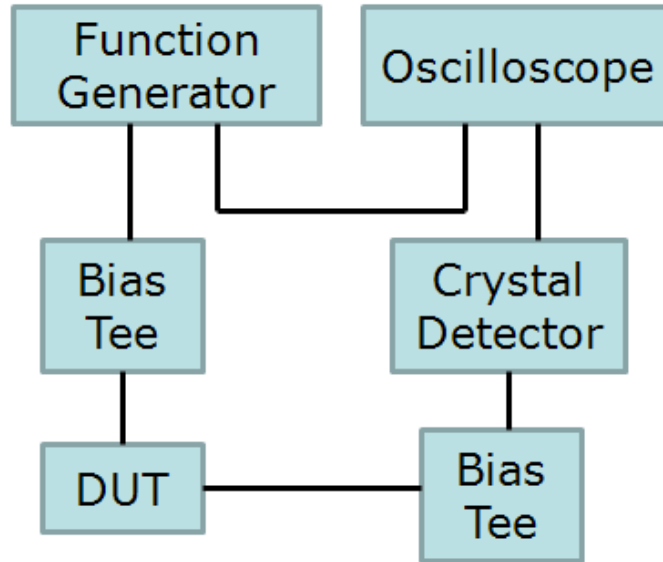 Function
Generator
Oscilloscope
Bias
Tee
Crystal
Detector
DUT
Bias
Tee